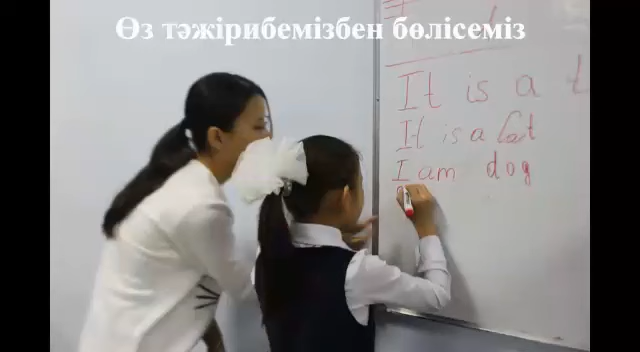 Өз тәжірибемізбен бөлісеміз
It is a t
It is a Cat
I am dog